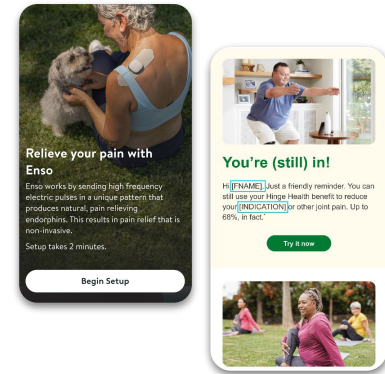 Relieve your pain with
Enso
Enso works by sending high frequency
electric pulses in a unique pattern that
produces natural, pain relieving
endorphins. This results in pain relief that is
non-invasive.
Setup takes 2 minutes.
Begin Setup
You're (still) in!
Hi [FNAME], Just a friendly reminder. You can
still use your Hinge Health benefit to reduce
your [INDICATION] or other joint pain. Up to
68%, in fact.*
Try it now